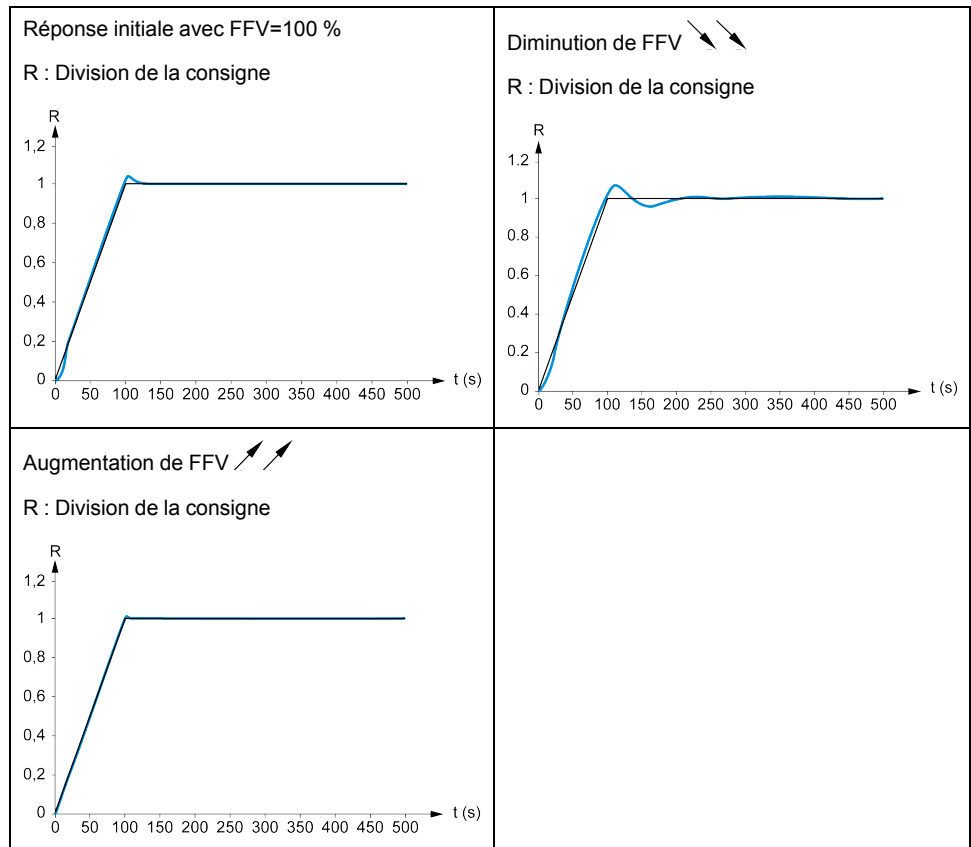 Réponse initiale avec FFV=100 %
R : Division de la consigne
R
1,2
1
0,8
0,6
0,4
0,2
0
0 50 100 150 200 250 300 350 400 450 500
t (s)
Diminution de FFV
R : Division de la consigne
R
1.2
1
0.8
0.6
0.4
0.2
0
0 50 100 150 200 250 300 350 400 450 500
t (s)
Augmentation de FFV
R : Division de la consigne
R
1,2
1
0,8
0,6
0,4
0,2
0
0 50 100 150 200 250 300 350 400 450 500
t (s)